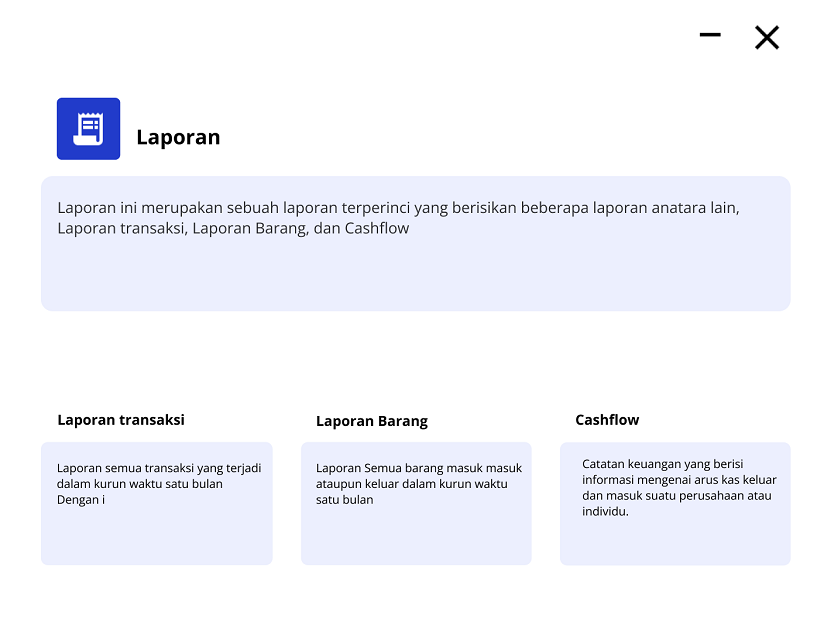 Laporan
Laporan ini merupakan sebuah laporan terperinci yang berisikan beberapa laporan anatara lain,
Laporan transaksi, Laporan Barang, dan Cashflow
Laporan transaksi
Laporan semua transaksi yang terjadi
dalam kurun waktu satu bulan
Dengan i
Laporan Barang
Laporan Semua barang masuk masuk
ataupun keluar dalam kurun waktu
satu bulan
Cashflow
Catatan keuangan yang berisi
informasi mengenai arus kas keluar
dan masuk suatu perusahaan atau
individu.